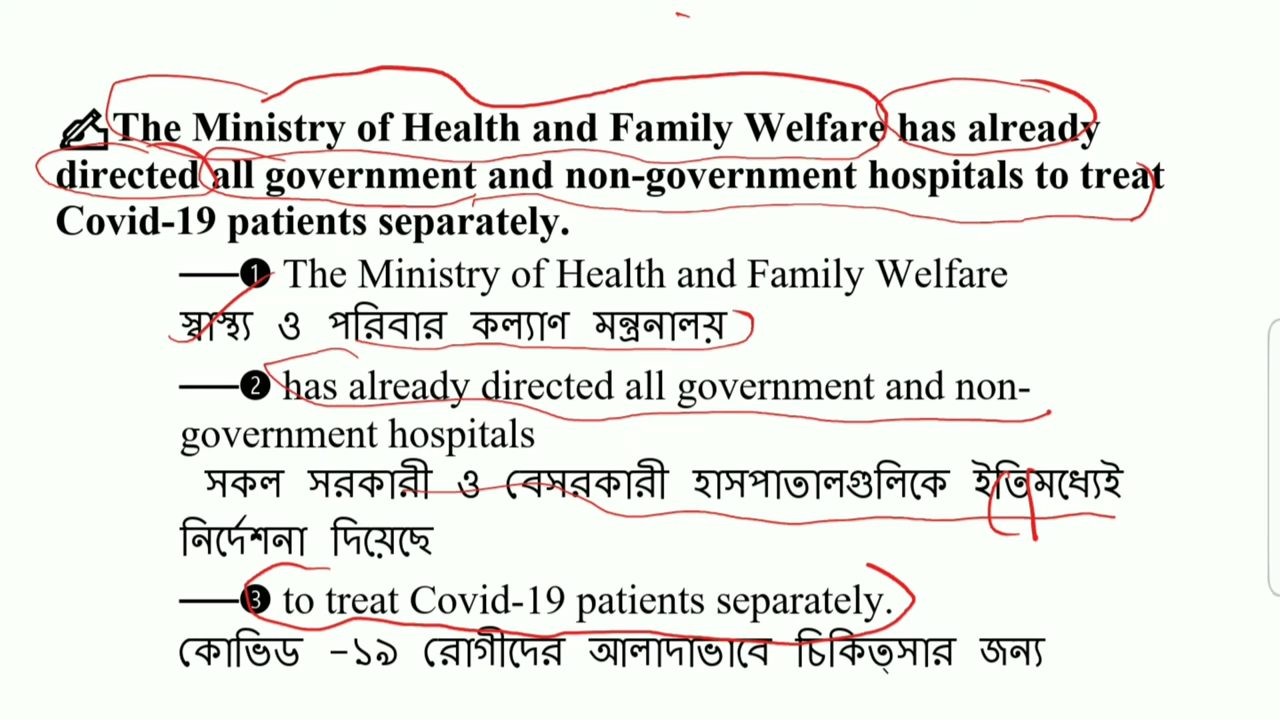 ✍The Ministry of Health and Family Welfare has already
directed all government and non-government hospitals to treat
Covid-19 patients separately.
——❶ The Ministry of Health and Family Welfare
স্বাস্থ্য ও পরিবার কল্যাণ মন্ত্রনালয়
——❷ has already directed all government and non-
government hospitals
সকল সরকারী ও বেসরকারী হাসপাতালগুলিকে ইতিমধ্যেই
নির্দেশনা দিয়েছে
——❸ to treat Covid-19 patients separately.
কোভিড -১৯ রোগীদের আলাদাভাবে চিকিত্সার জন্য